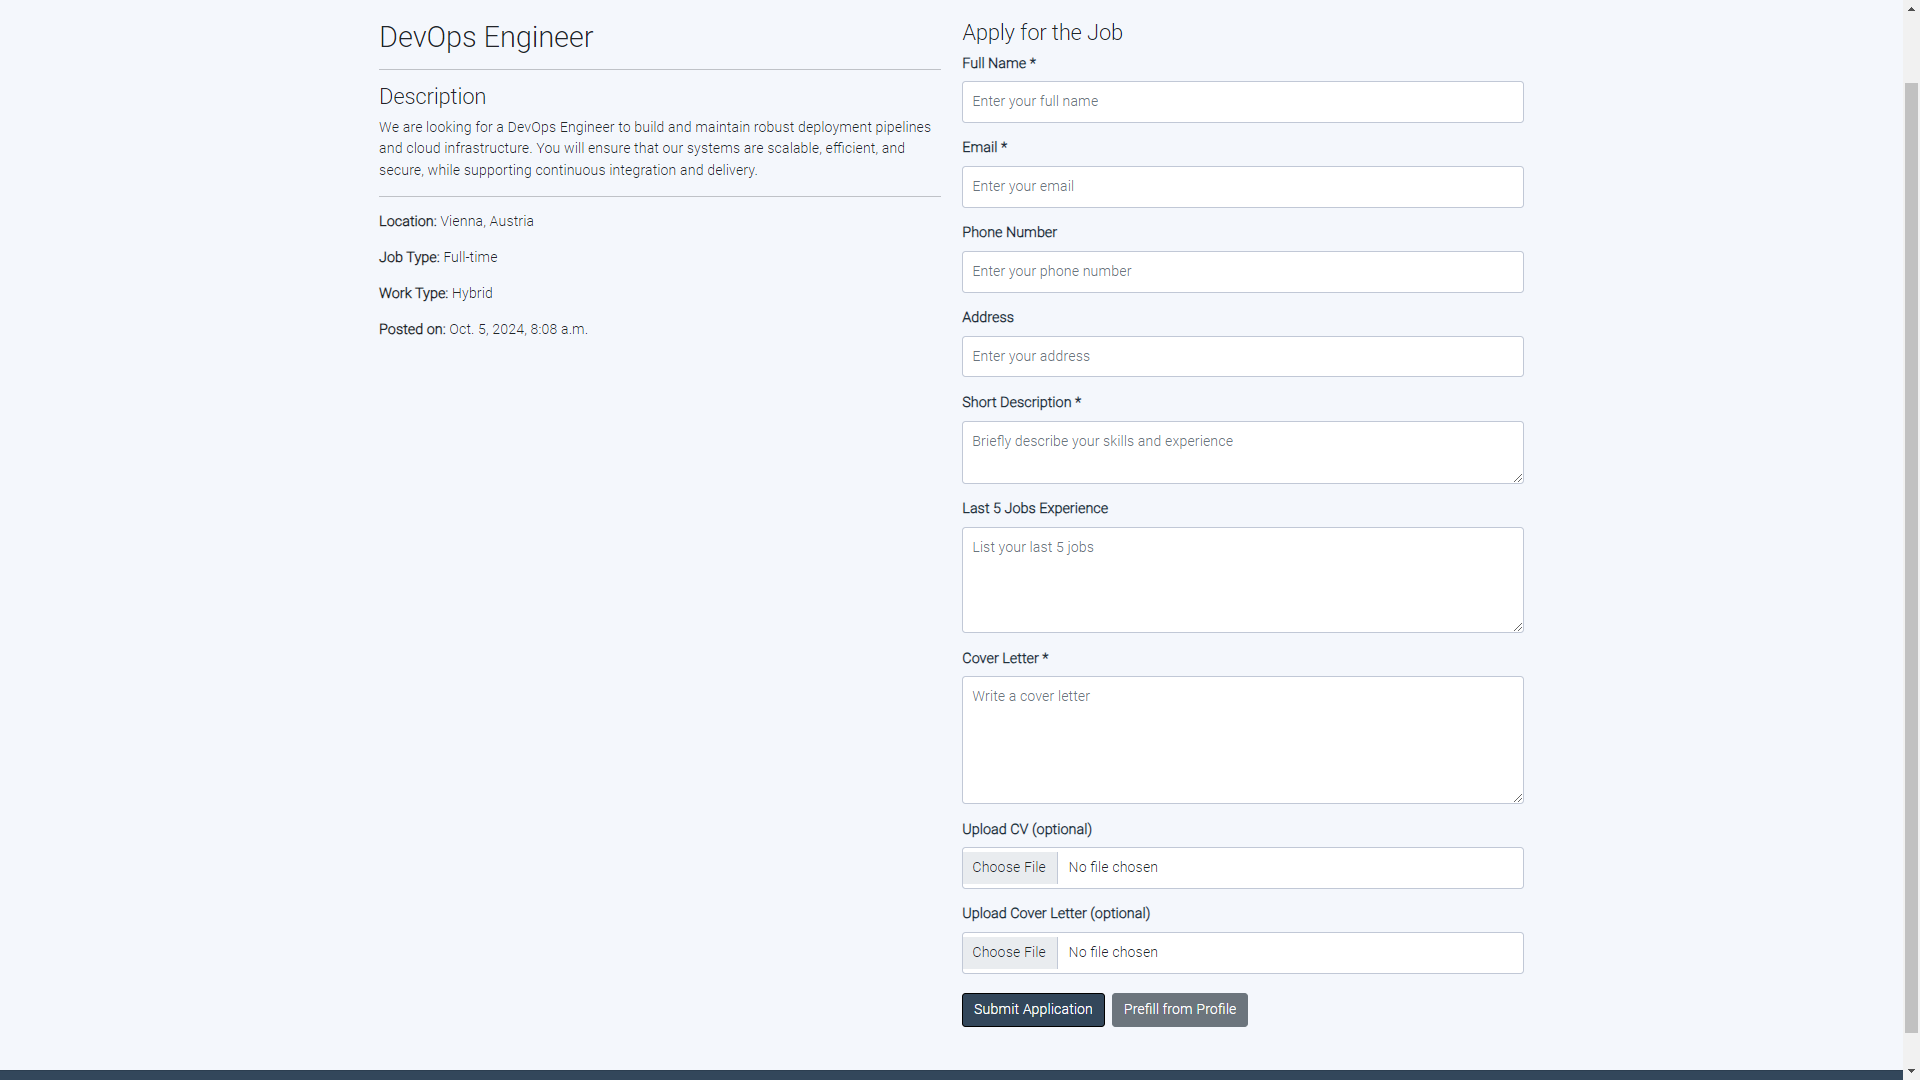 DevOps Engineer
Description
We are looking for a DevOps Engineer to build and maintain robust deployment pipelines
and cloud infrastructure. You will ensure that our systems are scalable, efficient, and
secure, while supporting continuous integration and delivery.
Location: Vienna, Austria
Job Type: Full-time
Work Type: Hybrid
Posted on: Oct. 5, 2024, 8:08 a.m.
Apply for the Job
Full Name *
Enter your full name
Email *
Enter your email
Phone Number
Enter your phone number
Address
Enter your address
Short Description *
Briefly describe your skills and experience
Last 5 Jobs Experience
List your last 5 jobs
Cover Letter *
Write a cover letter
Upload CV (optional)
Choose File No file chosen
Upload Cover Letter (optional)
Choose File No file chosen
Submit Application Prefill from Profile